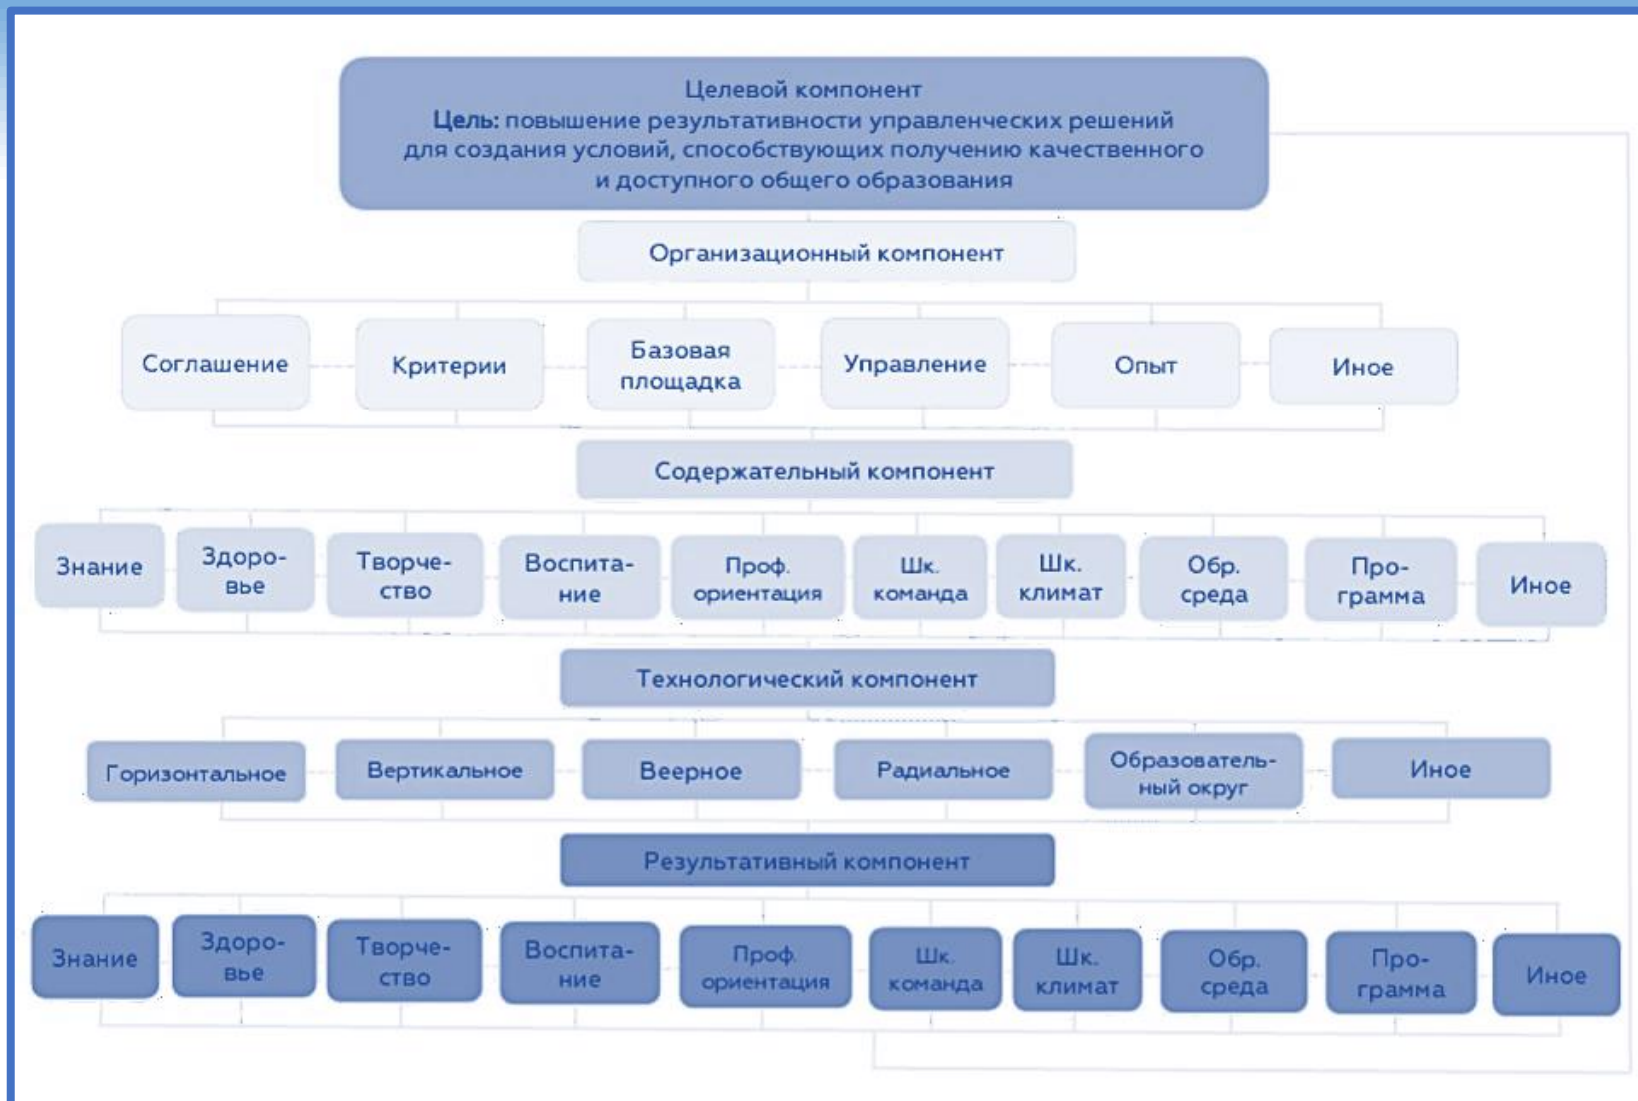 Целевой компонент
Цель: повышение результативности управленческих решений
для создания условий, способствующих получению качественного
и доступного общего образования
Организационный компонент
Соглашение
Критерии
Базовая
площадка
Управление
Опыт
Иное
Содержательный компонент
Знание
Здоро-
вье
Творче-
ство
Воспита-
ние
Проф.
ориентация
Шк.
команда
Шк.
климат
Обр.
среда
Про-
грамма
Иное
Технологический компонент
Горизонтальное
Вертикальное
Веерное
Радиальное
Образователь-
ный округ
Иное
Результативный компонент
Знание
Здоро-
вье
Творче-
ство
Воспита-
ние
Проф.
ориентация
Шк.
команда
Шк.
климат
Обр.
среда
Про-
грамма
Иное